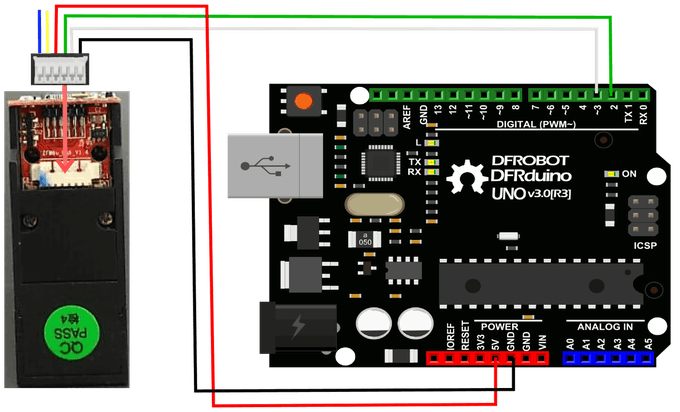 AREF
GND
13
12
~11
~10
~9
8
7
~6
~5
4
~3
2
TX 1
RX 0
DIGITAL (PWM~)
L
TX
RX
DFROBOT
DFRduino
UNO v3.0[R3]
ON
ICSP
a
050
QC
PASS
检4
POWER
ANALOG IN
IOREF
RESET
3V3
5V
GND
GND
VIN
A0
A1
A2
A3
A4
A5